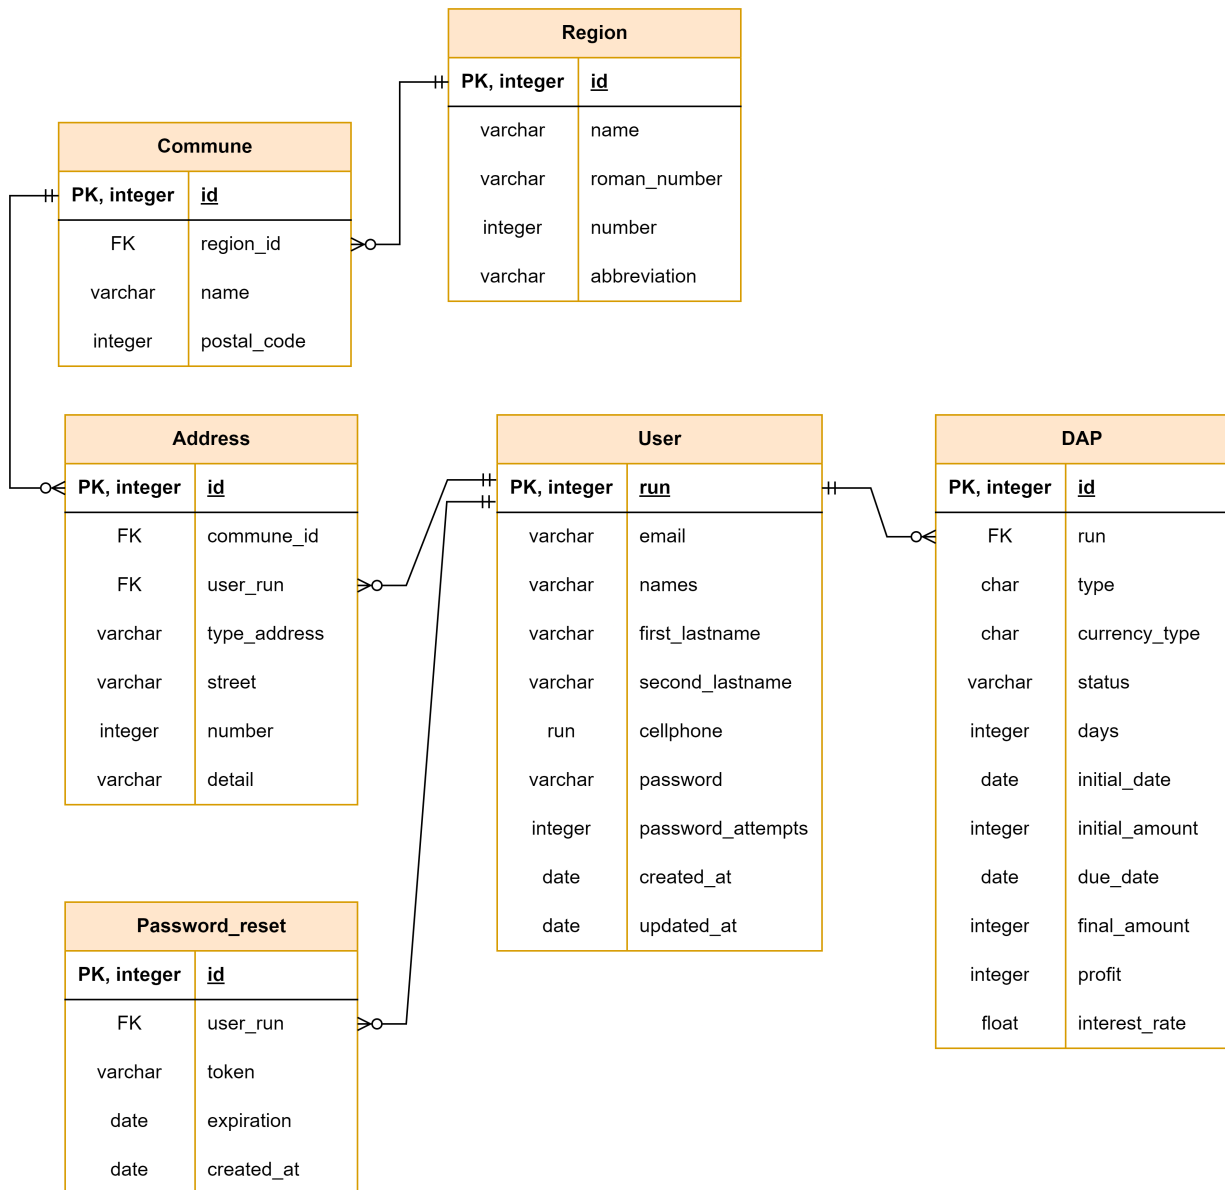 Region
PK, integer id
varchar name
varchar roman_number
integer number
varchar abbreviation
Commune
PK, integer id
FK region_id
varchar name
integer postal_code
Address
PK, integer id
FK commune_id
FK user_run
varchar type_address
varchar street
integer number
varchar detail
User
PK, integer run
varchar email
varchar names
varchar first_lastname
varchar second_lastname
run cellphone
varchar password
integer password_attempts
date created_at
date updated_at
DAP
PK, integer id
FK run
char type
char currency_type
varchar status
integer days
date initial_date
integer initial_amount
date due_date
integer final_amount
integer profit
float interest_rate
Password_reset
PK, integer id
FK user_run
varchar token
date expiration
date created_at